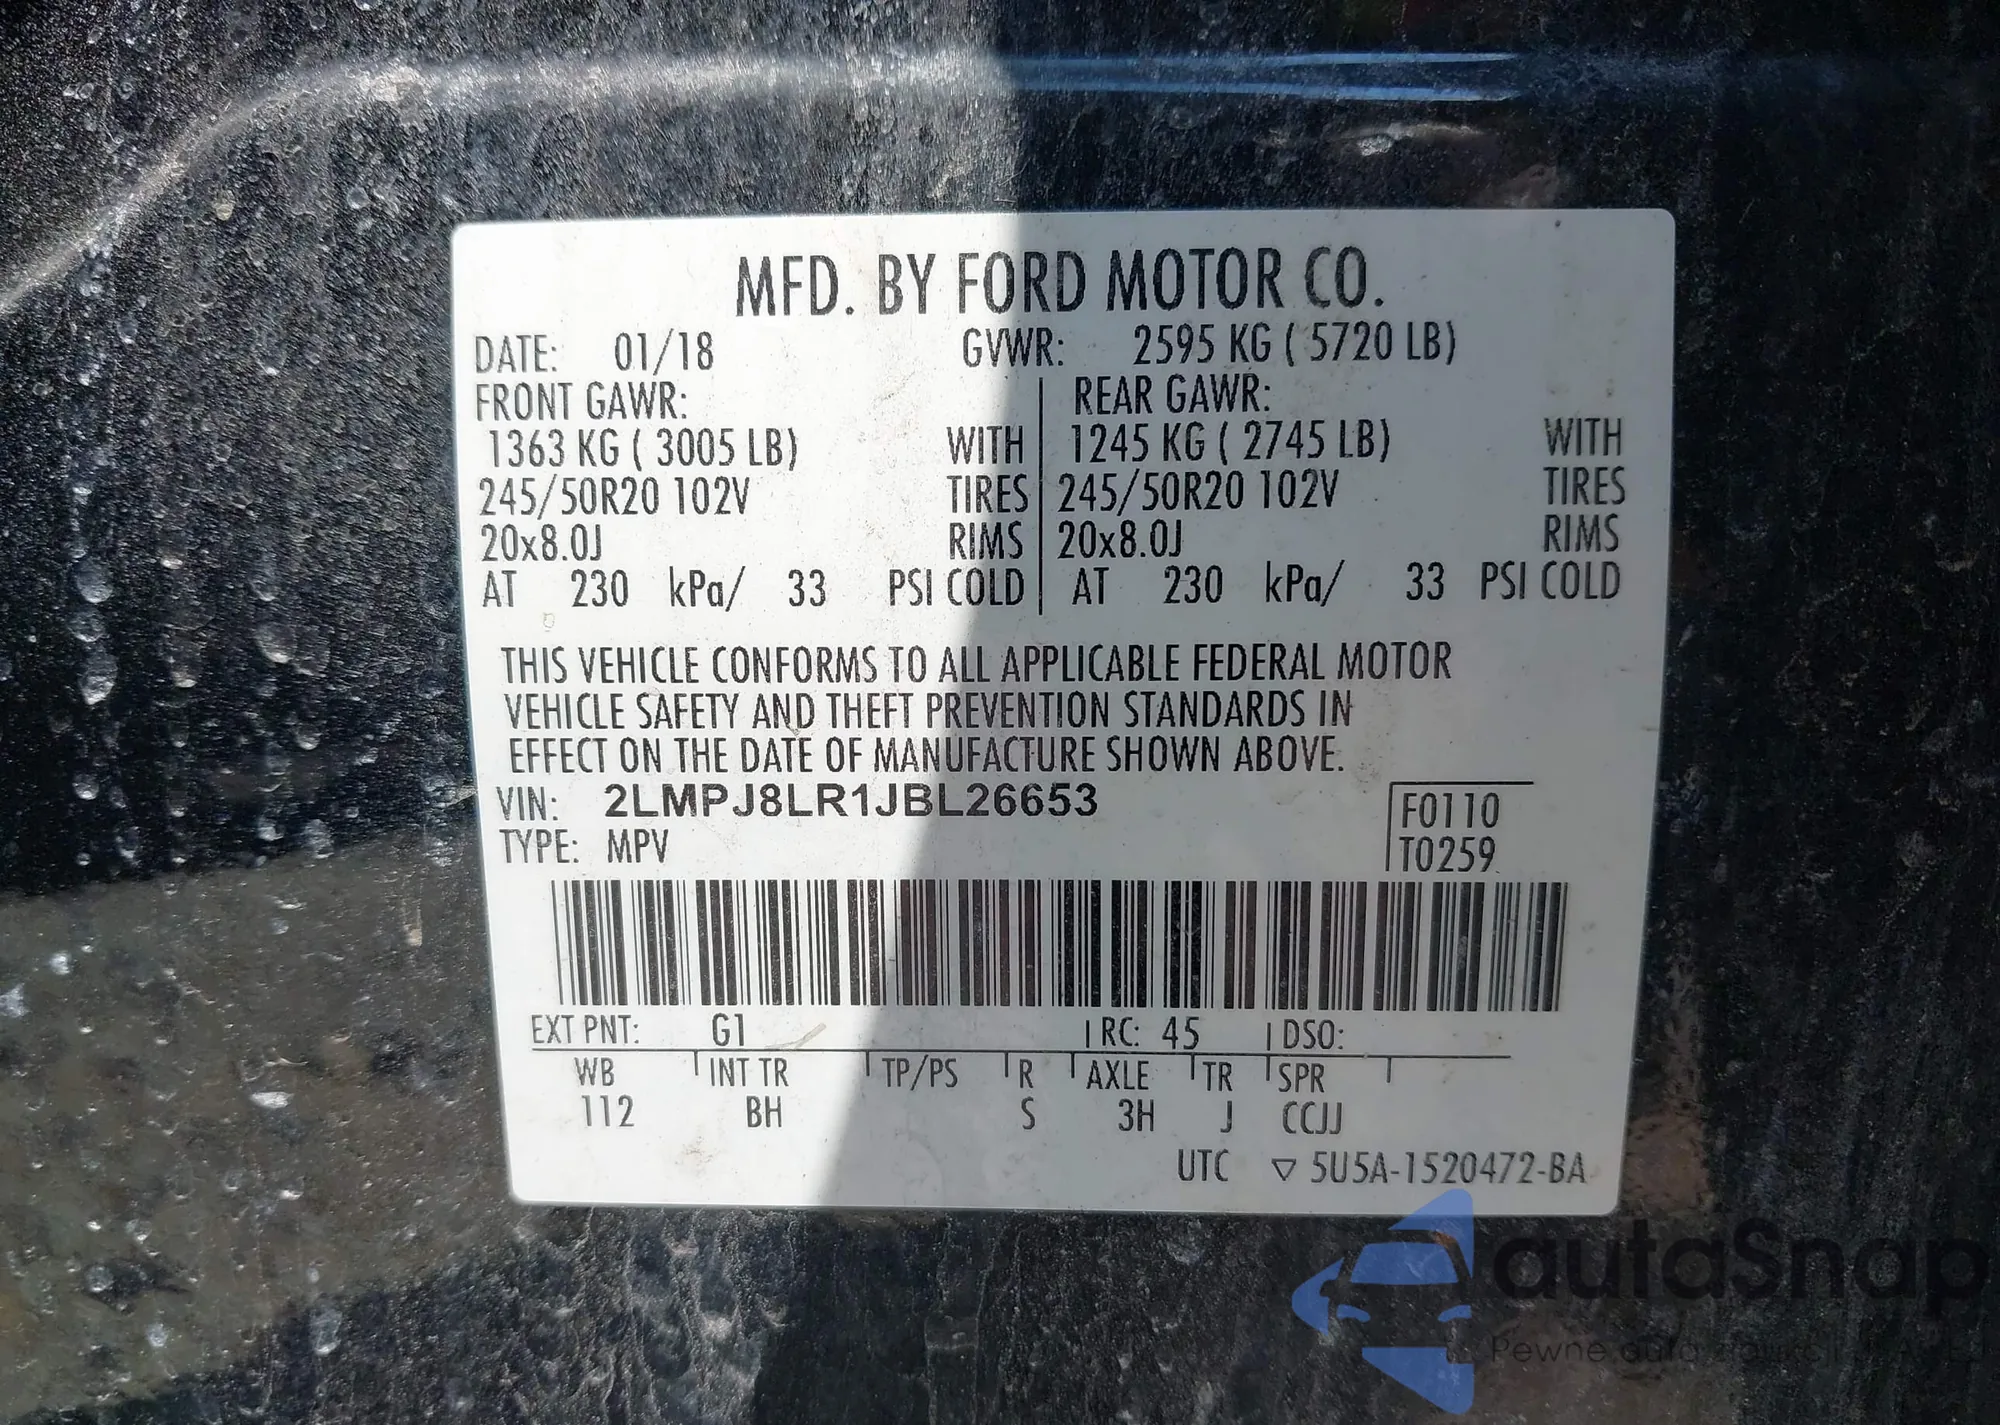 MFD. BY FORD MOTOR CO.
DATE: 01/18 GVWR: 2595 KG ( 5720 LB)
FRONT GAWR: REAR GAWR:
1363 KG ( 3005 LB) WITH 1245 KG ( 2745 LB) WITH
245/50R20 102V TIRES 245/50R20 102V TIRES
20x8.0J RIMS 20x8.0J RIMS
AT 230 kPa/ 33 PSI COLD AT 230 kPa/ 33 PSI COLD
THIS VEHICLE CONFORMS TO ALL APPLICABLE FEDERAL MOTOR
VEHICLE SAFETY AND THEFT PREVENTION STANDARDS IN
EFFECT ON THE DATE OF MANUFACTURE SHOWN ABOVE.
VIN: 2LMPJ8LR1JBL26653 F0110
TYPE: MPV T0259
EXT PNT: G1 RC: 45 DSO:
WB INT TR TP/PS R AXLE TR SPR
112 BH S 3H J CCJJ
UTC ▽ 5U5A-1520472-BA
autaSnap
Pewne auto